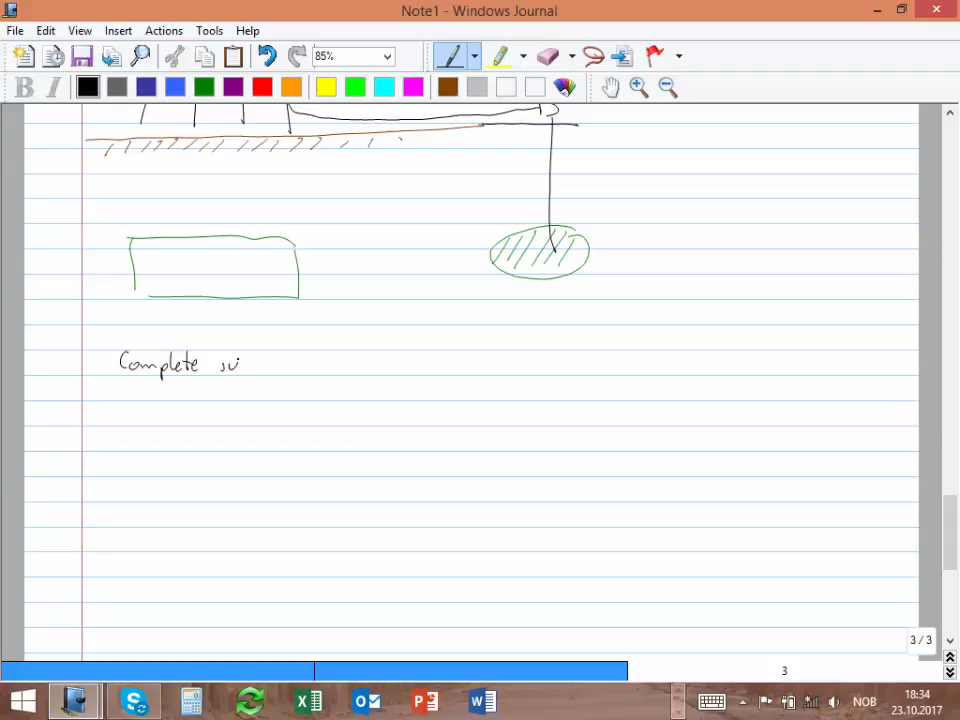 Note1 - Windows Journal
File Edit View Insert Actions Tools Help
85%
B I
Complete
3 / 3
3
NOB
18:34
23.10.2017